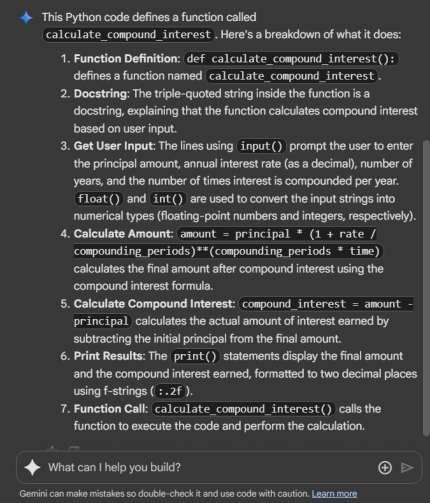 This Python code defines a function called
calculate_compound_interest. Here's a breakdown of what it does:
1. Function Definition: def calculate_compound_interest():
defines a function named calculate_compound_interest.
2. Docstring: The triple-quoted string inside the function is a
docstring, explaining that the function calculates compound interest
based on user input.
3. Get User Input: The lines using input() prompt the user to enter
the principal amount, annual interest rate (as a decimal), number of
years, and the number of times interest is compounded per year.
float() and int() are used to convert the input strings into
numerical types (floating-point numbers and integers, respectively).
4. Calculate Amount: amount = principal * (1 + rate /
compounding_periods)**(compounding_periods * time)
calculates the final amount after compound interest using the
compound interest formula.
5. Calculate Compound Interest: compound_interest = amount -
principal calculates the actual amount of interest earned by
subtracting the initial principal from the final amount.
6. Print Results: The print() statements display the final amount
and the compound interest earned, formatted to two decimal places
using f-strings (:.2f).
7. Function Call: calculate_compound_interest() calls the
function to execute the code and perform the calculation.
What can I help you build?
Gemini can make mistakes so double-check it and use code with caution. Learn more